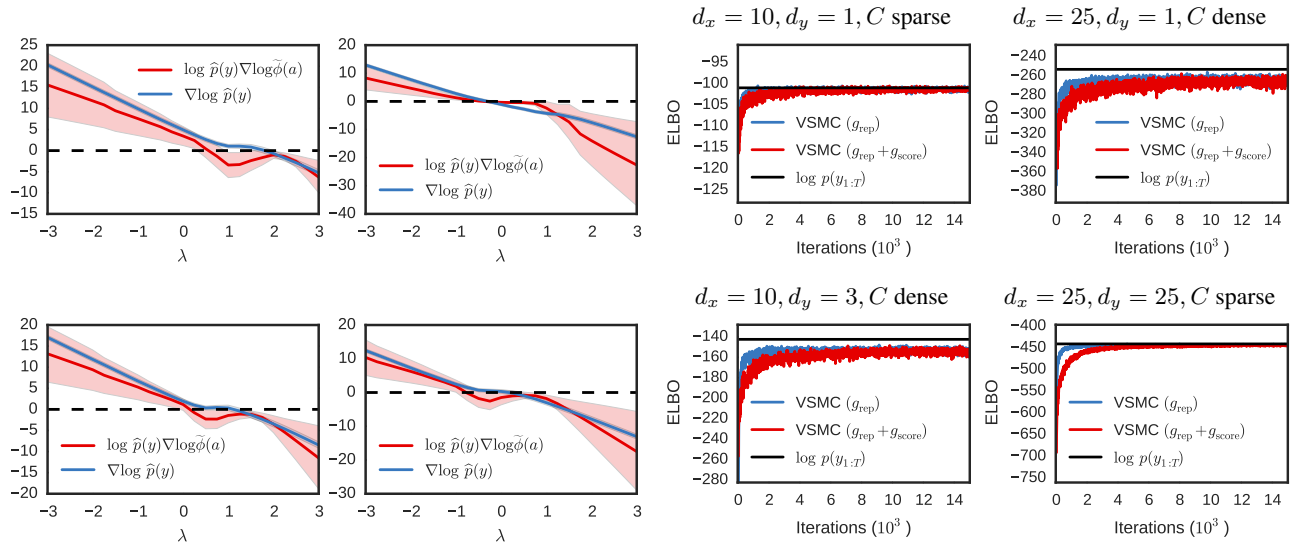 25
20
15
10
5
0
−5
−10
−15
log p̂(y)∇log φ̃(a)
∇log p̂(y)
−3 −2 −1 0 1 2 3
λ
20
10
0
−10
−20
−30
−40
log p̂(y)∇log φ̃(a)
∇log p̂(y)
−3 −2 −1 0 1 2 3
λ
d_x = 10, d_y = 1, C sparse
ELBO
−95
−100
−105
−110
−115
−120
−125
VSMC (g_rep)
VSMC (g_rep + g_score)
log p(y_{1:T})
0 2 4 6 8 10 12 14
Iterations (10^3)
d_x = 25, d_y = 1, C dense
ELBO
−260
−280
−300
−320
−340
−360
−380
VSMC (g_rep)
VSMC (g_rep + g_score)
log p(y_{1:T})
0 2 4 6 8 10 12 14
Iterations (10^3)
20
15
10
5
0
−5
−10
−15
−20
log p̂(y)∇log φ̃(a)
∇log p̂(y)
−3 −2 −1 0 1 2 3
λ
20
10
0
−10
−20
−30
log p̂(y)∇log φ̃(a)
∇log p̂(y)
−3 −2 −1 0 1 2 3
λ
d_x = 10, d_y = 3, C dense
ELBO
−140
−160
−180
−200
−220
−240
−260
−280
VSMC (g_rep)
VSMC (g_rep + g_score)
log p(y_{1:T})
0 2 4 6 8 10 12 14
Iterations (10^3)
d_x = 25, d_y = 25, C sparse
ELBO
−400
−450
−500
−550
−600
−650
−700
−750
VSMC (g_rep)
VSMC (g_rep + g_score)
log p(y_{1:T})
0 2 4 6 8 10 12 14
Iterations (10^3)